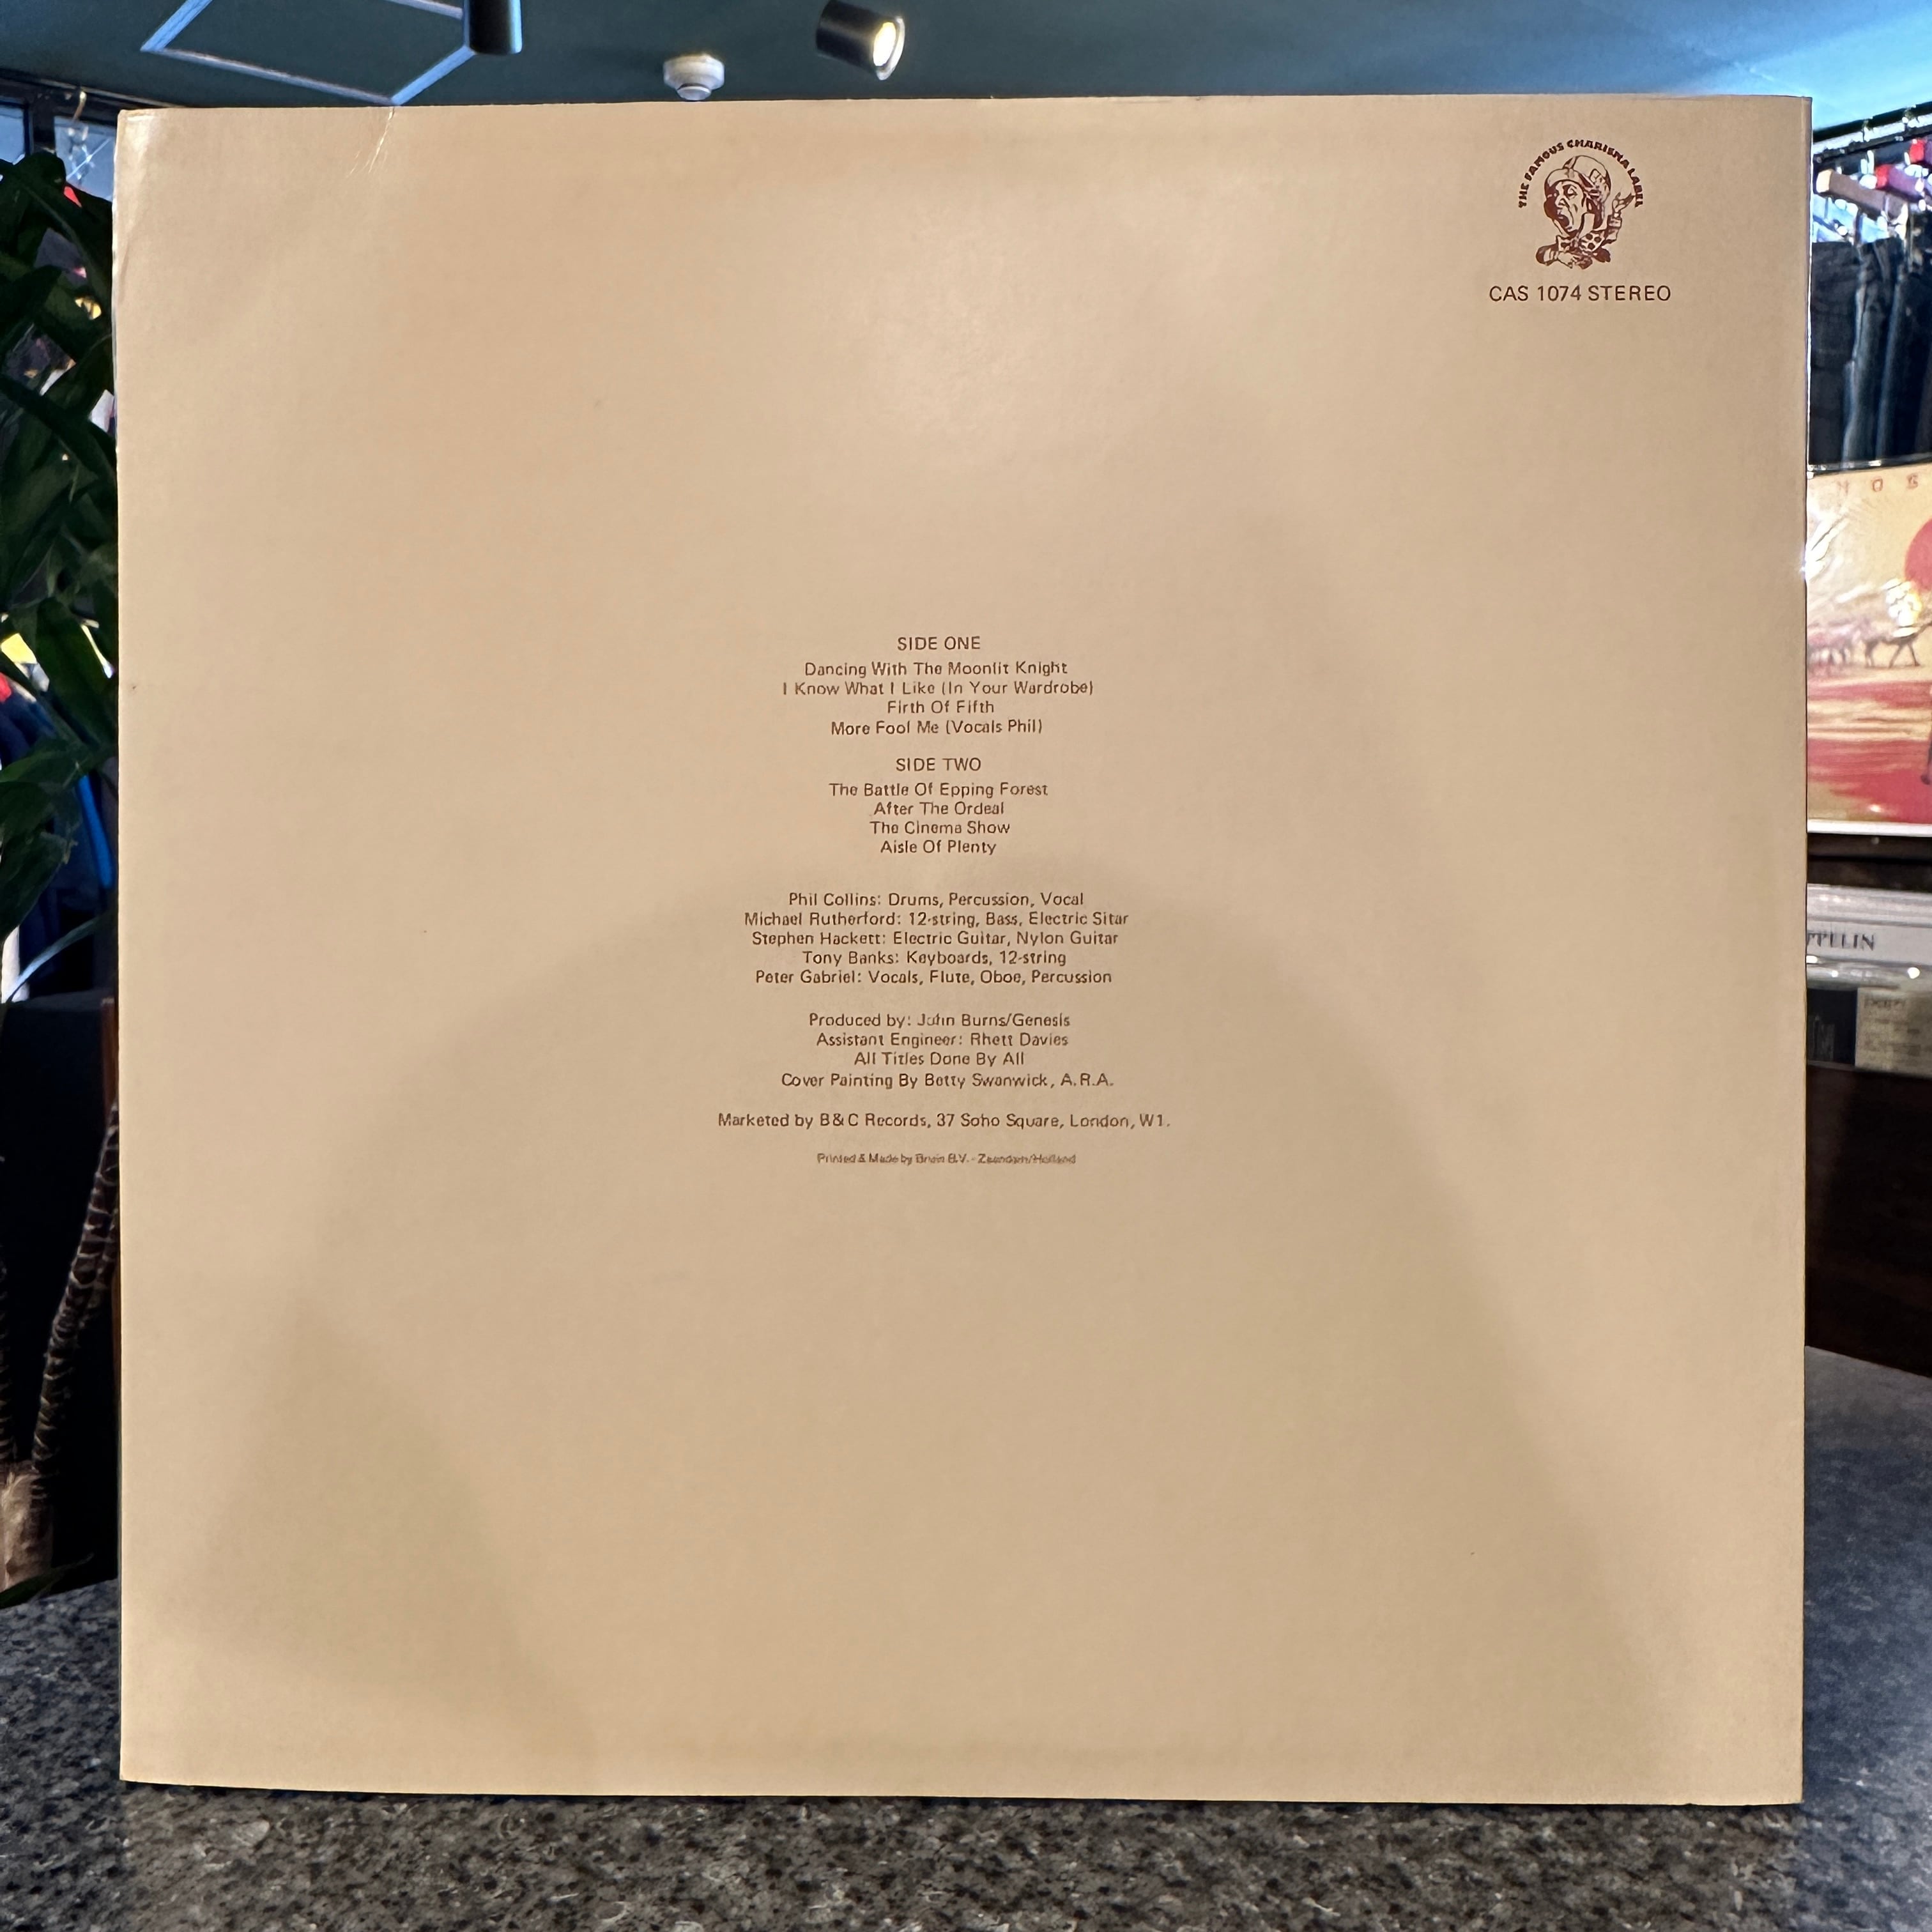 THE FAMOUS CHARISMA LABEL
CAS 1074 STEREO
SIDE ONE
Dancing With The Moonlit Knight
I Know What I Like (In Your Wardrobe)
Firth Of Fifth
More Fool Me (Vocals Phil)
SIDE TWO
The Battle Of Epping Forest
After The Ordeal
The Cinema Show
Aisle Of Plenty
Phil Collins: Drums, Percussion, Vocal
Michael Rutherford: 12-string, Bass, Electric Sitar
Stephen Hackett: Electric Guitar, Nylon Guitar
Tony Banks: Keyboards, 12-string
Peter Gabriel: Vocals, Flute, Oboe, Percussion
Produced by: John Burns/Genesis
Assistant Engineer: Rhett Davies
All Titles Done By All
Cover Painting By Betty Swanwick, A.R.A.
Marketed by B&C Records, 37 Soho Square, London, W1.
Printed & Made by Bruin B.V. - Zaandam/Holland